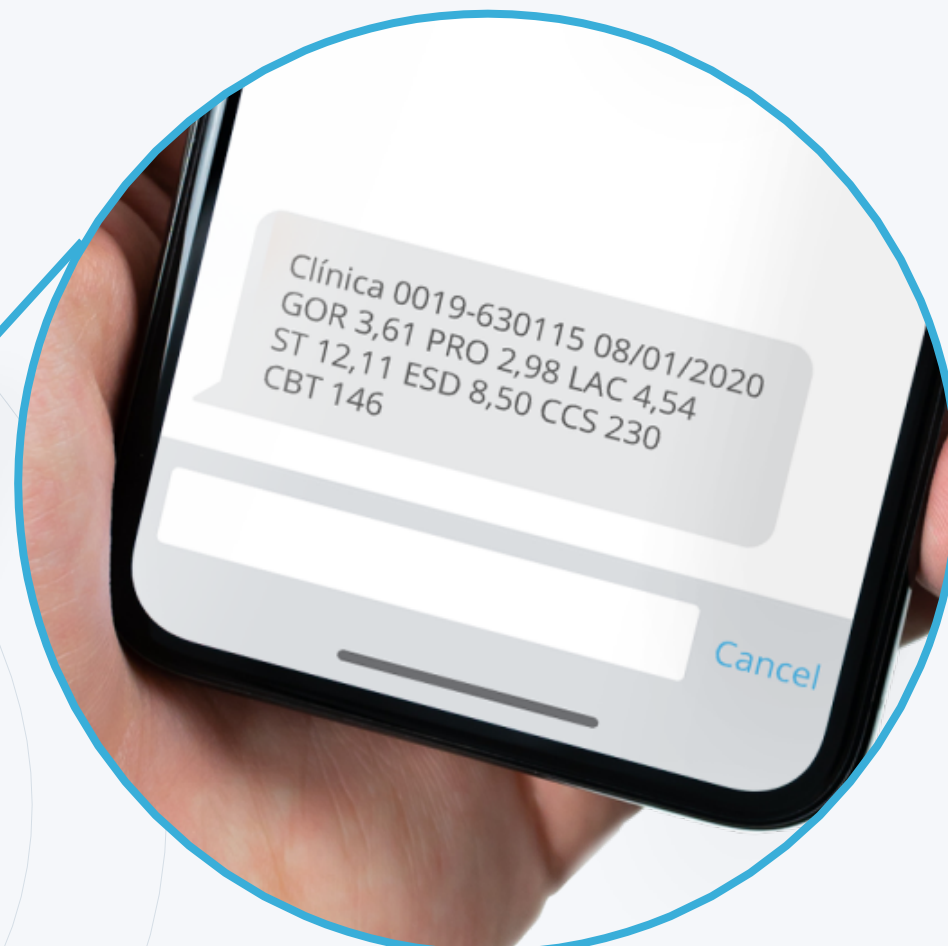 Clínica 0019-630115 08/01/2020
GOR 3,61 PRO 2,98 LAC 4,54
ST 12,11 ESD 8,50 CCS 230
CBT 146
Cancel